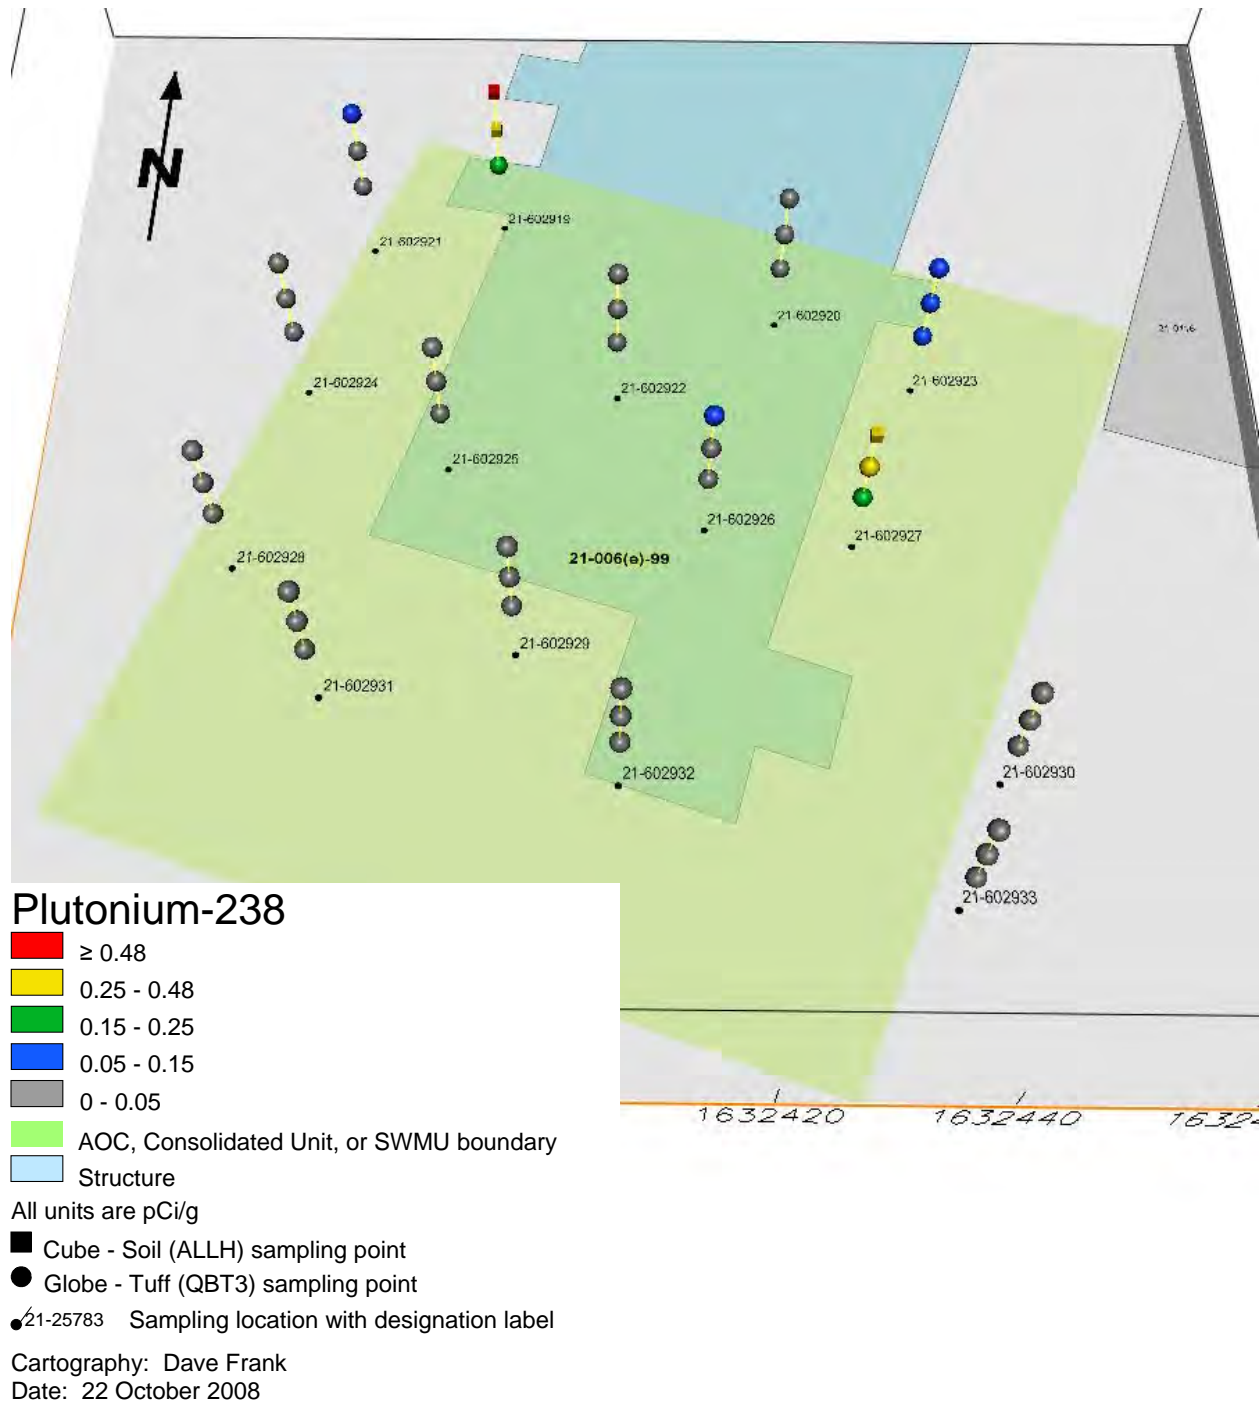 N
21-602919
21-602921
21-602920
21-602924
21-602922
21-602923
21-602925
21-602926
21-602927
21-006(e)-99
21-602928
21-602929
21-602931
21-602932
21-602930
21-602933
Plutonium-238
≥ 0.48
0.25 - 0.48
0.15 - 0.25
0.05 - 0.15
0 - 0.05
1632420 1632440
AOC, Consolidated Unit, or SWMU boundary
Structure
All units are pCi/g
Cube - Soil (ALLH) sampling point
Globe - Tuff (QBT3) sampling point
21-25783 Sampling location with designation label
Cartography: Dave Frank
Date: 22 October 2008